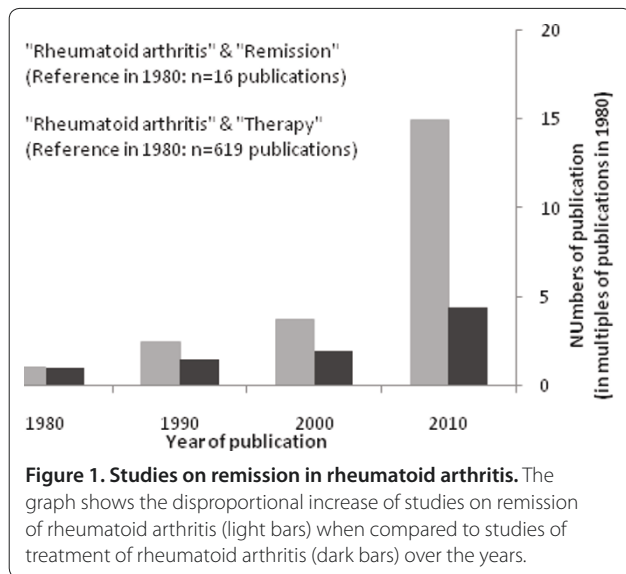 "Rheumatoid arthritis" & "Remission"
(Reference in 1980: n=16 publications)
"Rheumatoid arthritis" & "Therapy"
(Reference in 1980: n=619 publications)
20
15
10
5
0
NUmbers of publication
(in multiples of publications in 1980)
1980 1990 2000 2010
Year of publication
Figure 1. Studies on remission in rheumatoid arthritis. The
graph shows the disproportional increase of studies on remission
of rheumatoid arthritis (light bars) when compared to studies of
treatment of rheumatoid arthritis (dark bars) over the years.